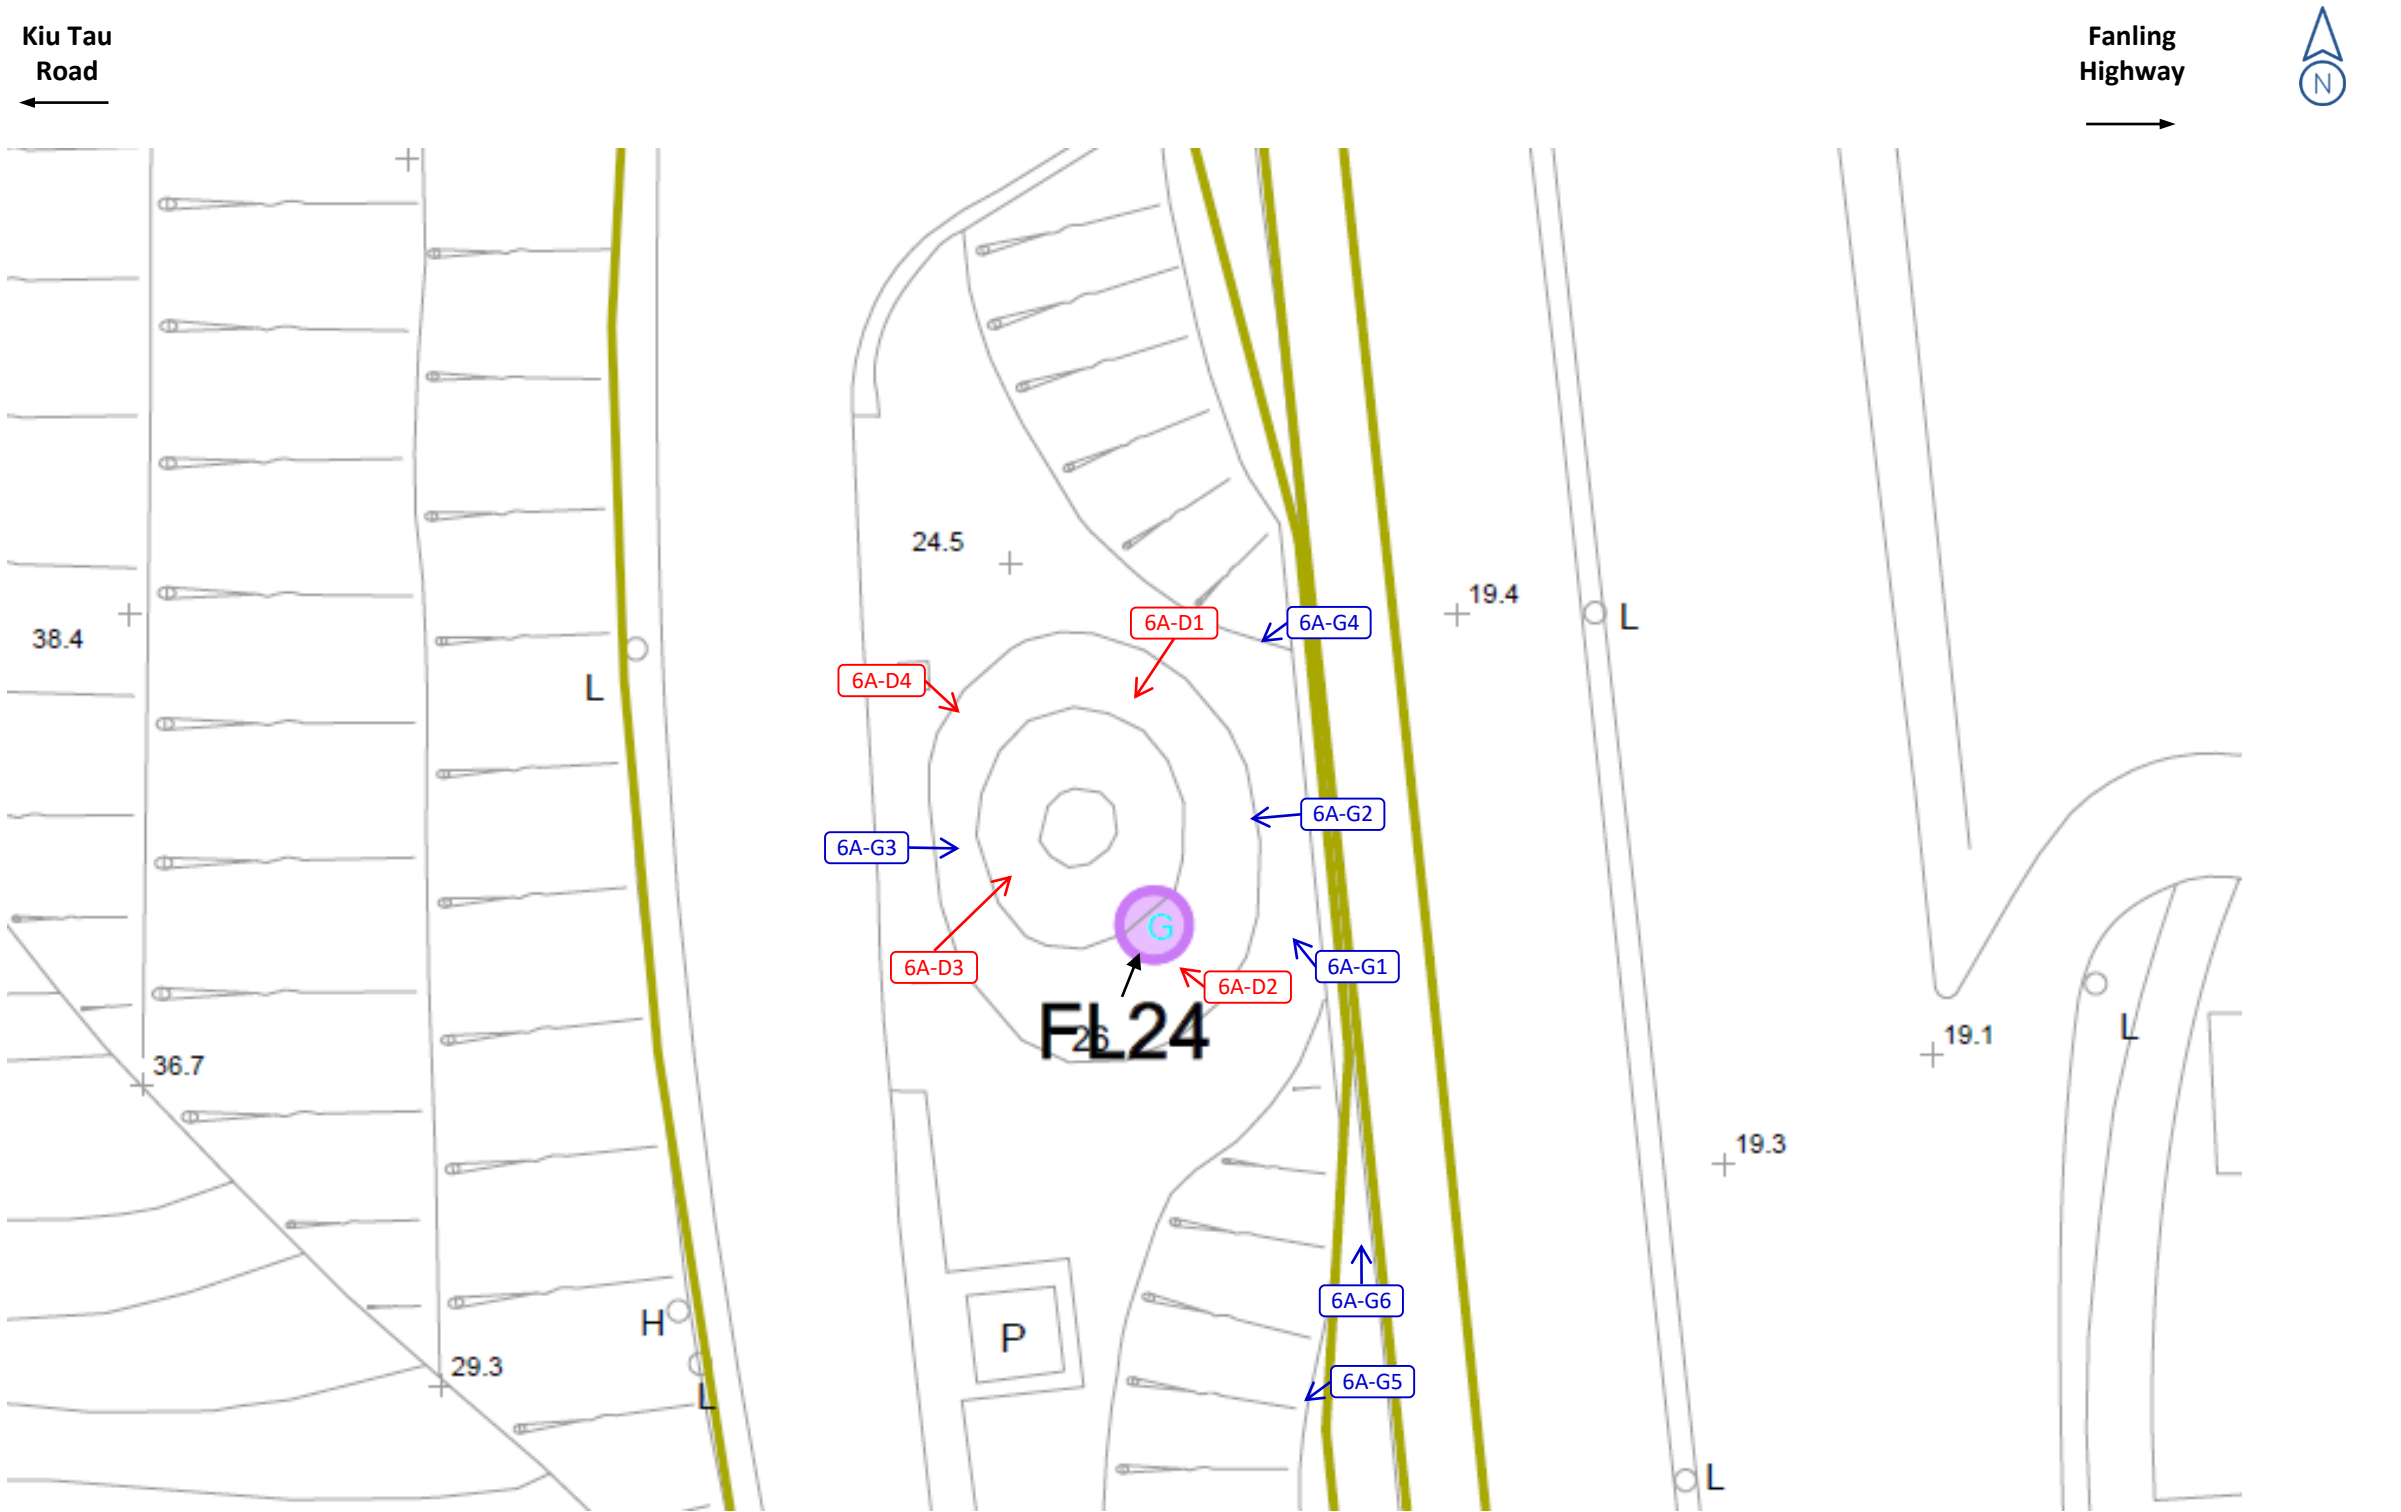 Kiu Tau
Road
Fanling
Highway
N
24.5
19.4
L
6A-D1
6A-G4
38.4
L
6A-D4
6A-G2
6A-G3
G
6A-D3
6A-G1
6A-D2
FL24
26
L
19.1
36.7
19.3
6A-G6
H
P
29.3
6A-G5
L
L